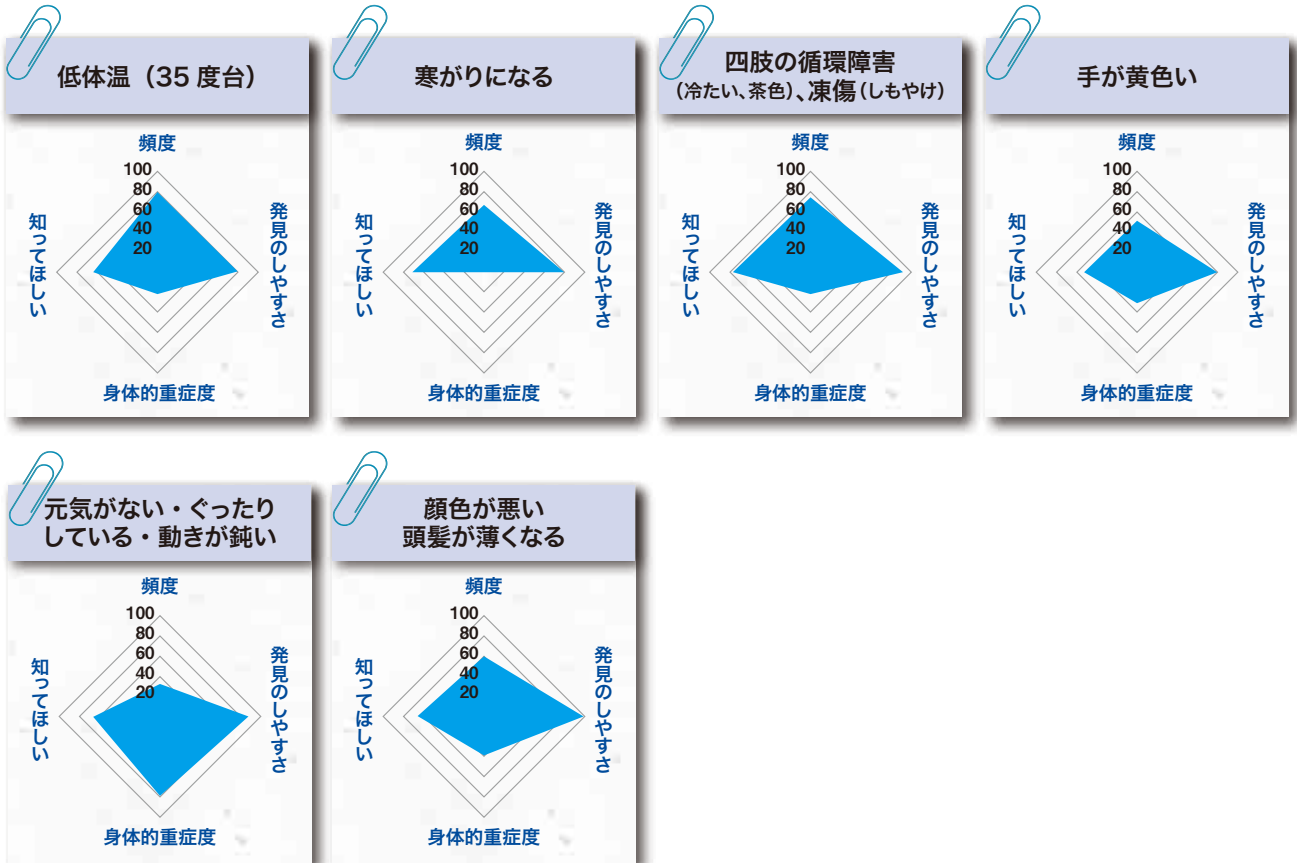 低体温（35 度台）
頻度
100
80
60
40
20
知ってほしい
発見のしやすさ
身体的重症度
寒がりになる
頻度
100
80
60
40
20
知ってほしい
発見のしやすさ
身体的重症度
四肢の循環障害
（冷たい、茶色）、凍傷（しもやけ）
頻度
100
80
60
40
20
知ってほしい
発見のしやすさ
身体的重症度
手が黄色い
頻度
100
80
60
40
20
知ってほしい
発見のしやすさ
身体的重症度
元気がない・ぐったり
している・動きが鈍い
頻度
100
80
60
40
20
知ってほしい
発見のしやすさ
身体的重症度
顔色が悪い
頭髪が薄くなる
頻度
100
80
60
40
20
知ってほしい
発見のしやすさ
身体的重症度